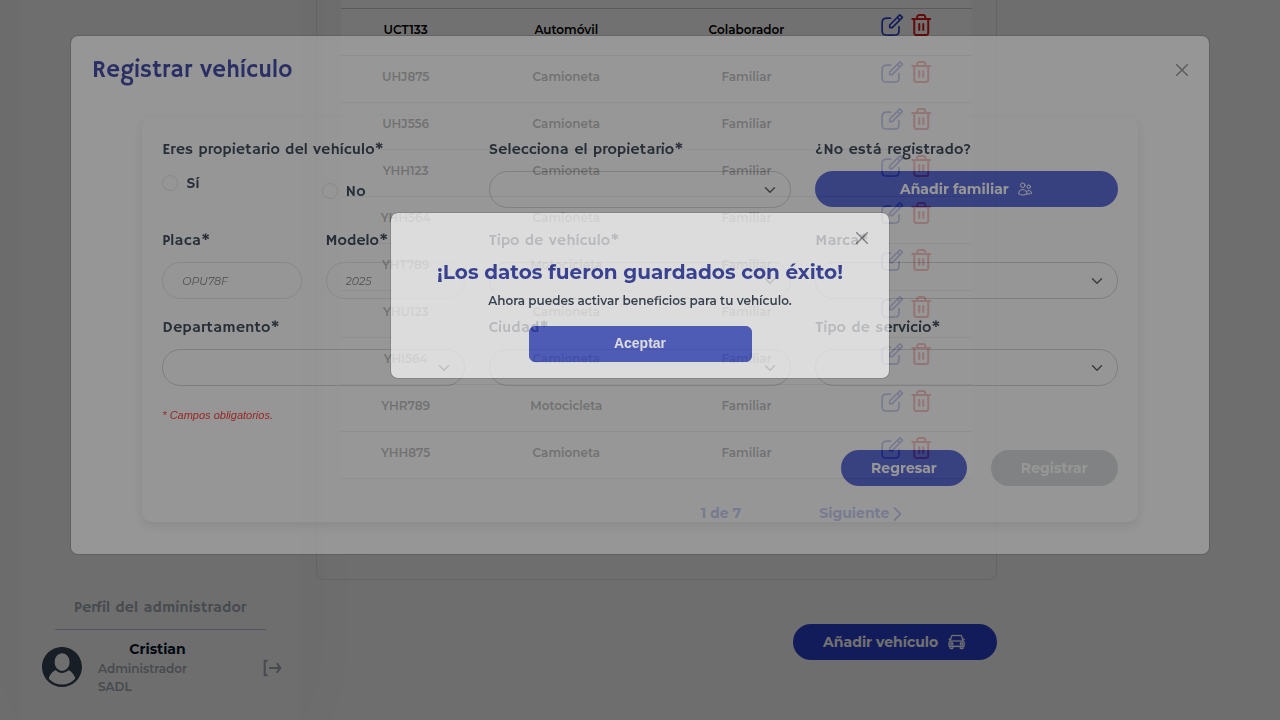 UCT133 Automóvil Colaborador
Registrar vehículo
UHJ875 Camioneta Familiar
UHJ556 Camioneta Familiar
Eres propietario del vehículo* Selecciona el propietario* ¿No está registrado?
YHH123 Camioneta Familiar
Sí No Añadir familiar
YHH564 Camioneta Familiar
Placa* Modelo* Tipo de vehículo* Marca*
YHT789 Motocicleta Familiar
¡Los datos fueron guardados con éxito!
OPU78F 2025
Ahora puedes activar beneficios para tu vehículo.
YHU123 Camioneta Familiar
Departamento* Ciudad* Tipo de servicio*
Aceptar
YHI564 Camioneta Familiar
YHR789 Motocicleta Familiar
* Campos obligatorios.
YHH875 Camioneta Familiar
Regresar Registrar
1 de 7 Siguiente
Perfil del administrador
Añadir vehículo
Cristian
Administrador
SADL